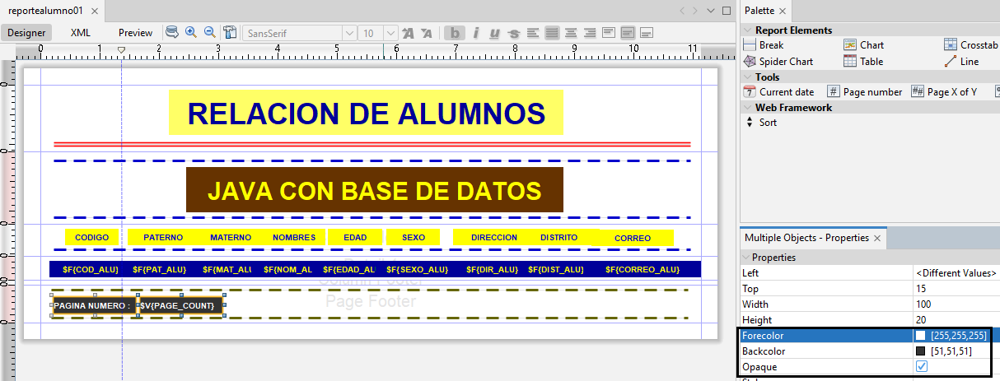 reportealumno01
Designer XML Preview SansSerif 10 b i u s
0 1 2 3 4 5 6 7 8 9 10 11
RELACION DE ALUMNOS
JAVA CON BASE DE DATOS
CODIGO PATERNO MATERNO NOMBRES EDAD SEXO DIRECCION DISTRITO CORREO
$F{COD_ALU} $F{PAT_ALU} $F{MAT_ALU $F{NOM_AL $F{EDAD_AL $F{SEXO_ALU} $F{DIR_ALU} $F{DIST_ALU} $F{CORREO_ALU}
Column Footer
Page Footer
PAGINA NUMERO : $V{PAGE_COUNT}
Palette
Report Elements
Break Chart Crosstab
Spider Chart Table Line
Tools
Current date Page number Page X of Y
Web Framework
Sort
Multiple Objects - Properties
Properties
Left <Different Values>
Top 15
Width 100
Height 20
Forecolor [255,255,255]
Backcolor [51,51,51]
Opaque